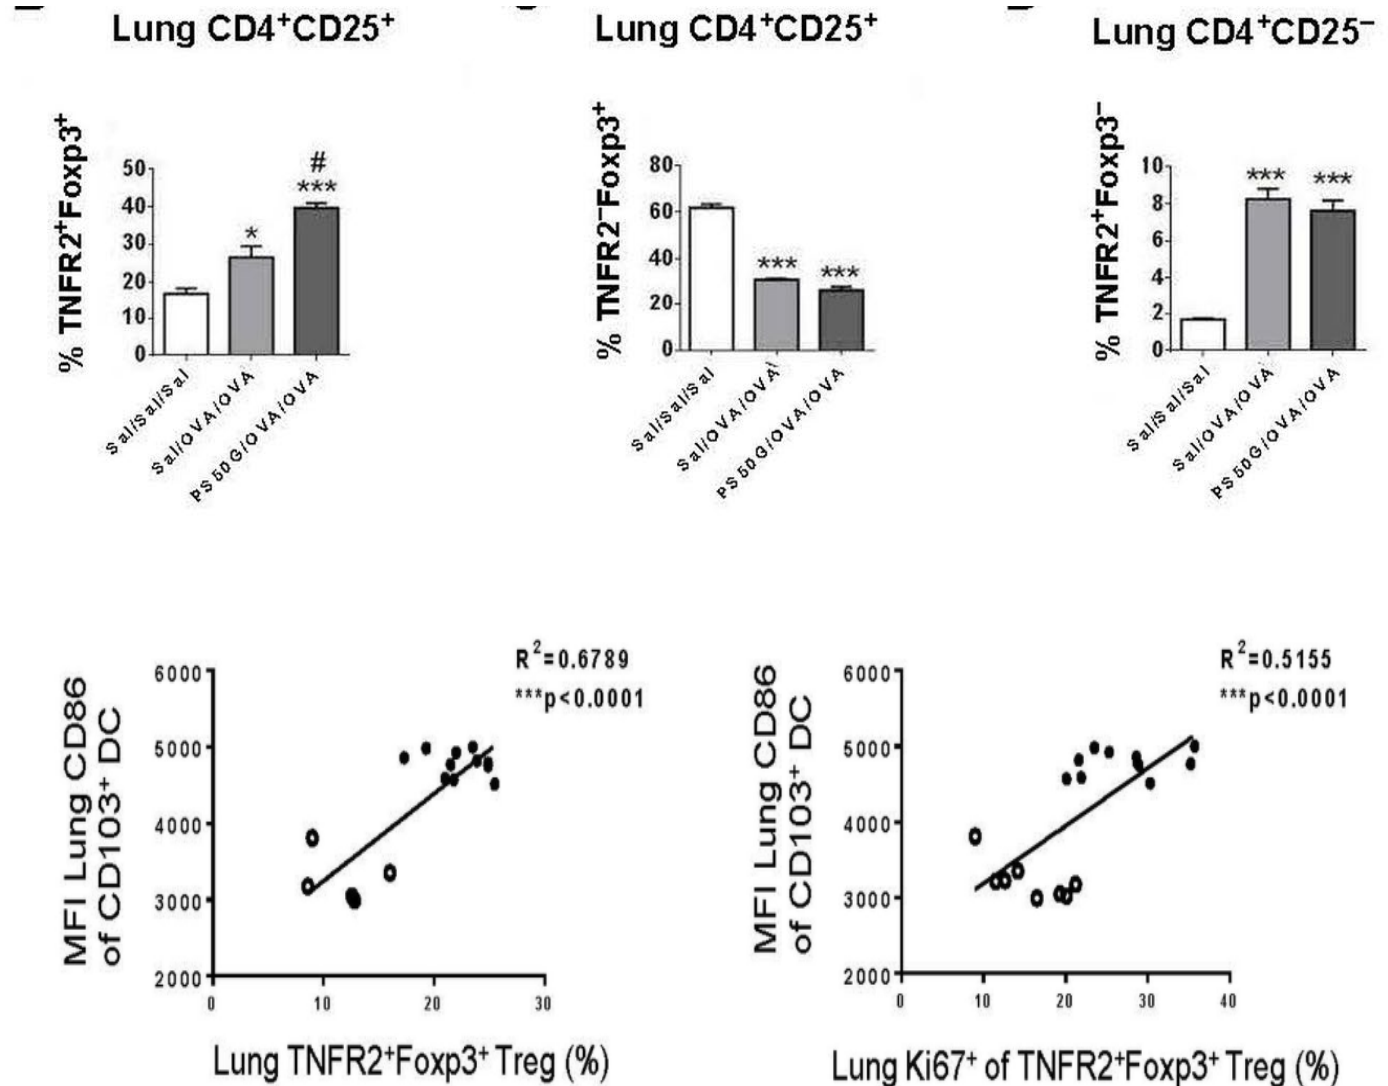 Lung CD4⁺CD25⁺
Lung CD4⁺CD25⁺
Lung CD4⁺CD25⁻
% TNFR2⁺Foxp3⁺
50
40
30
20
10
0
*
#
***
Sal/Sal/Sal
Sal/OVA/OVA
PS50G/OVA/OVA
% TNFR2⁻Foxp3⁺
80
60
40
20
0
***
***
Sal/Sal/Sal
Sal/OVA/OVA
PS50G/OVA/OVA
% TNFR2⁺Foxp3⁻
10
8
6
4
2
0
***
***
Sal/Sal/Sal
Sal/OVA/OVA
PS50G/OVA/OVA
MFI Lung CD86
of CD103⁺ DC
6000
5000
4000
3000
2000
R²=0.6789
***p<0.0001
0 10 20 30
Lung TNFR2⁺Foxp3⁺ Treg (%)
MFI Lung CD86
of CD103⁺ DC
6000
5000
4000
3000
2000
R²=0.5155
***p<0.0001
0 10 20 30 40
Lung Ki67⁺ of TNFR2⁺Foxp3⁺ Treg (%)